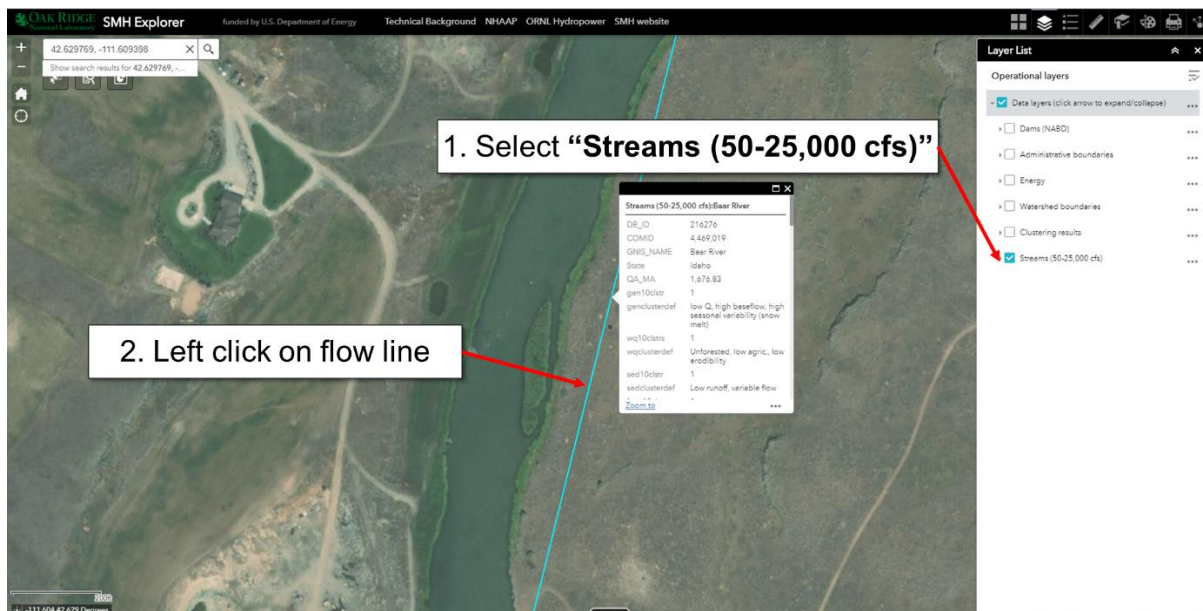 OAK RIDGE
National Laboratory
SMH Explorer
funded by U.S. Department of Energy
Technical Background NHAAP ORNL Hydropower SMH website
42.629769, -111.609398
Show search results for 42.629769, -...
Layer List
Operational layers
Data layers (click arrow to expand/collapse)
Dams (NABD)
Administrative boundaries
Energy
Watershed boundaries
Clustering results
Streams (50-25,000 cfs)
1. Select “Streams (50-25,000 cfs)”
2. Left click on flow line
Streams (50-25,000 cfs):Bear River
DB_ID 216276
COMID 4,469,019
GNIS_NAME Bear River
State Idaho
QA_MA 1,676.83
gen10clstr 1
genclusterdef low Q, high baseflow, high
seasonal variability (snow
melt)
wq10clstrs 1
wqclusterdef Unforested, low agric., low
erodibility
sed10clstr 1
sedclusterdef Low runoff, variable flow
Zoom to
200ft
-111.604 42.629 Degrees